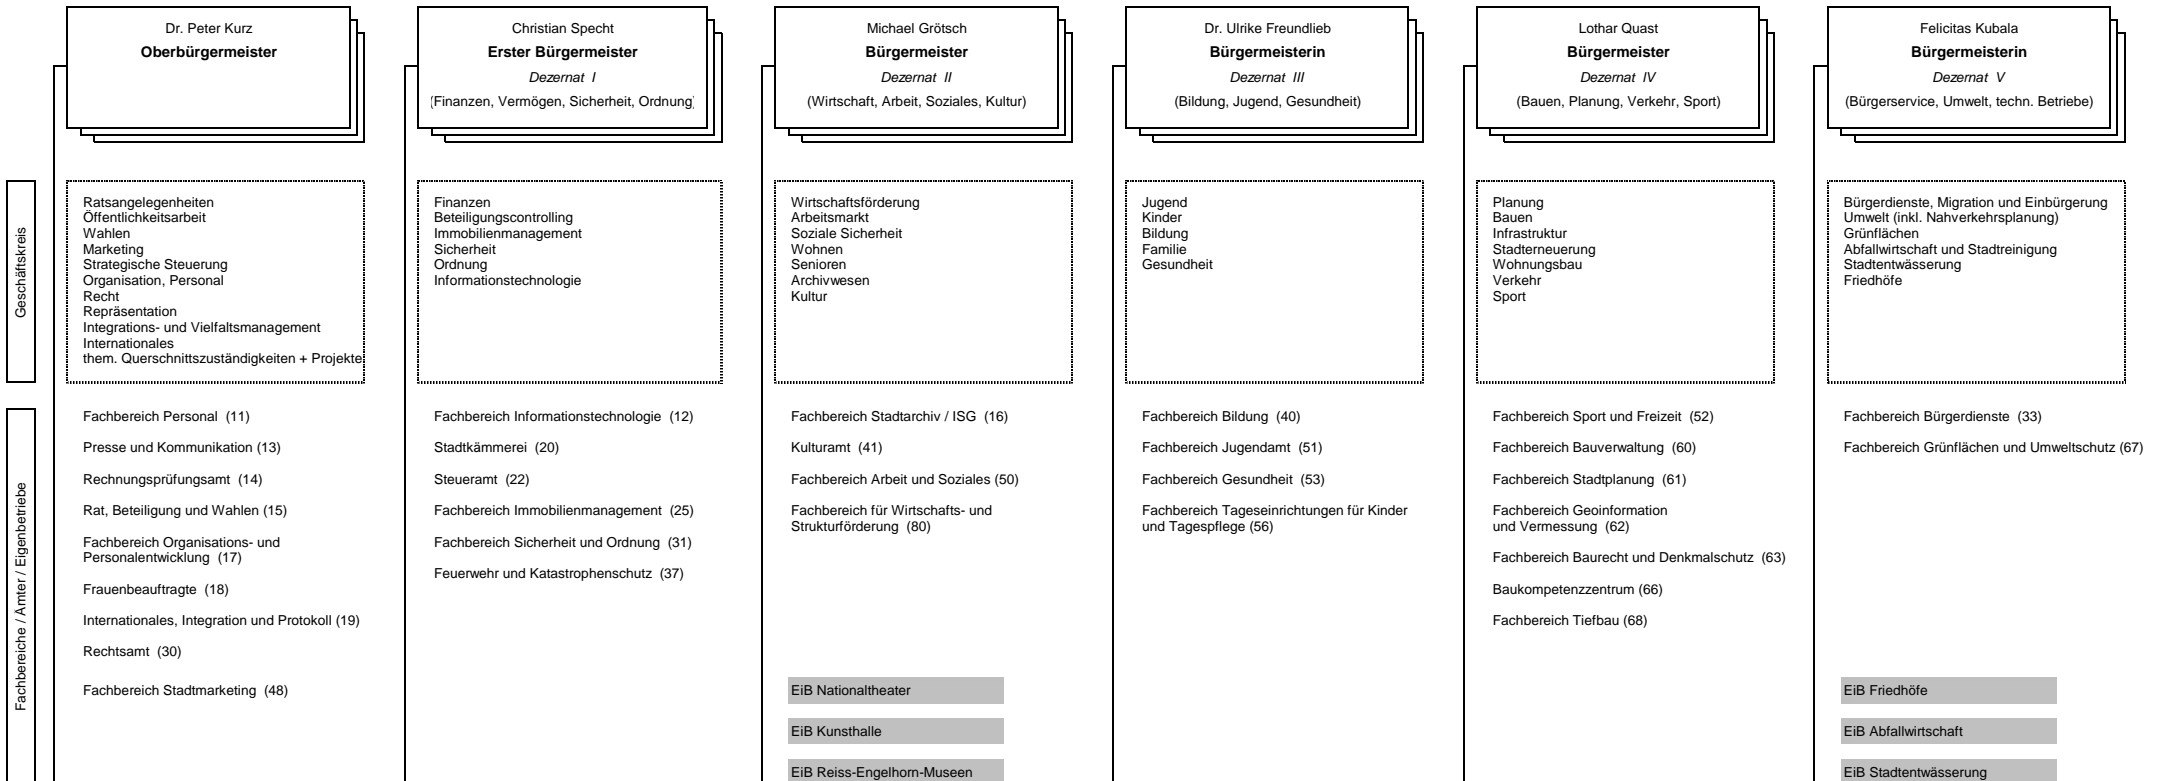 Dr. Peter Kurz
Oberbürgermeister
Christian Specht
Erster Bürgermeister
Dezernat I
(Finanzen, Vermögen, Sicherheit, Ordnung)
Michael Grötsch
Bürgermeister
Dezernat II
(Wirtschaft, Arbeit, Soziales, Kultur)
Dr. Ulrike Freundlieb
Bürgermeisterin
Dezernat III
(Bildung, Jugend, Gesundheit)
Lothar Quast
Bürgermeister
Dezernat IV
(Bauen, Planung, Verkehr, Sport)
Felicitas Kubala
Bürgermeisterin
Dezernat V
(Bürgerservice, Umwelt, techn. Betriebe)
Geschäftskreis
Ratsangelegenheiten
Öffentlichkeitsarbeit
Wahlen
Marketing
Strategische Steuerung
Organisation, Personal
Recht
Repräsentation
Integrations- und Vielfaltsmanagement
Internationales
them. Querschnittszuständigkeiten + Projekte
Finanzen
Beteiligungscontrolling
Immobilienmanagement
Sicherheit
Ordnung
Informationstechnologie
Wirtschaftsförderung
Arbeitsmarkt
Soziale Sicherheit
Wohnen
Senioren
Archivwesen
Kultur
Jugend
Kinder
Bildung
Familie
Gesundheit
Planung
Bauen
Infrastruktur
Stadterneuerung
Wohnungsbau
Verkehr
Sport
Bürgerdienste, Migration und Einbürgerung
Umwelt (inkl. Nahverkehrsplanung)
Grünflächen
Abfallwirtschaft und Stadtreinigung
Stadtentwässerung
Friedhöfe
Fachbereiche / Ämter / Eigenbetriebe
Fachbereich Personal (11)
Presse und Kommunikation (13)
Rechnungsprüfungsamt (14)
Rat, Beteiligung und Wahlen (15)
Fachbereich Organisations- und
Personalentwicklung (17)
Frauenbeauftragte (18)
Internationales, Integration und Protokoll (19)
Rechtsamt (30)
Fachbereich Stadtmarketing (48)
Fachbereich Informationstechnologie (12)
Stadtkämmerei (20)
Steueramt (22)
Fachbereich Immobilienmanagement (25)
Fachbereich Sicherheit und Ordnung (31)
Feuerwehr und Katastrophenschutz (37)
Fachbereich Stadtarchiv / ISG (16)
Kulturamt (41)
Fachbereich Arbeit und Soziales (50)
Fachbereich für Wirtschafts- und
Strukturförderung (80)
EiB Nationaltheater
EiB Kunsthalle
EiB Reiss-Engelhorn-Museen
Fachbereich Bildung (40)
Fachbereich Jugendamt (51)
Fachbereich Gesundheit (53)
Fachbereich Tageseinrichtungen für Kinder
und Tagespflege (56)
Fachbereich Sport und Freizeit (52)
Fachbereich Bauverwaltung (60)
Fachbereich Stadtplanung (61)
Fachbereich Geoinformation
und Vermessung (62)
Fachbereich Baurecht und Denkmalschutz (63)
Baukompetenzzentrum (66)
Fachbereich Tiefbau (68)
Fachbereich Bürgerdienste (33)
Fachbereich Grünflächen und Umweltschutz (67)
EiB Friedhöfe
EiB Abfallwirtschaft
EiB Stadtentwässerung